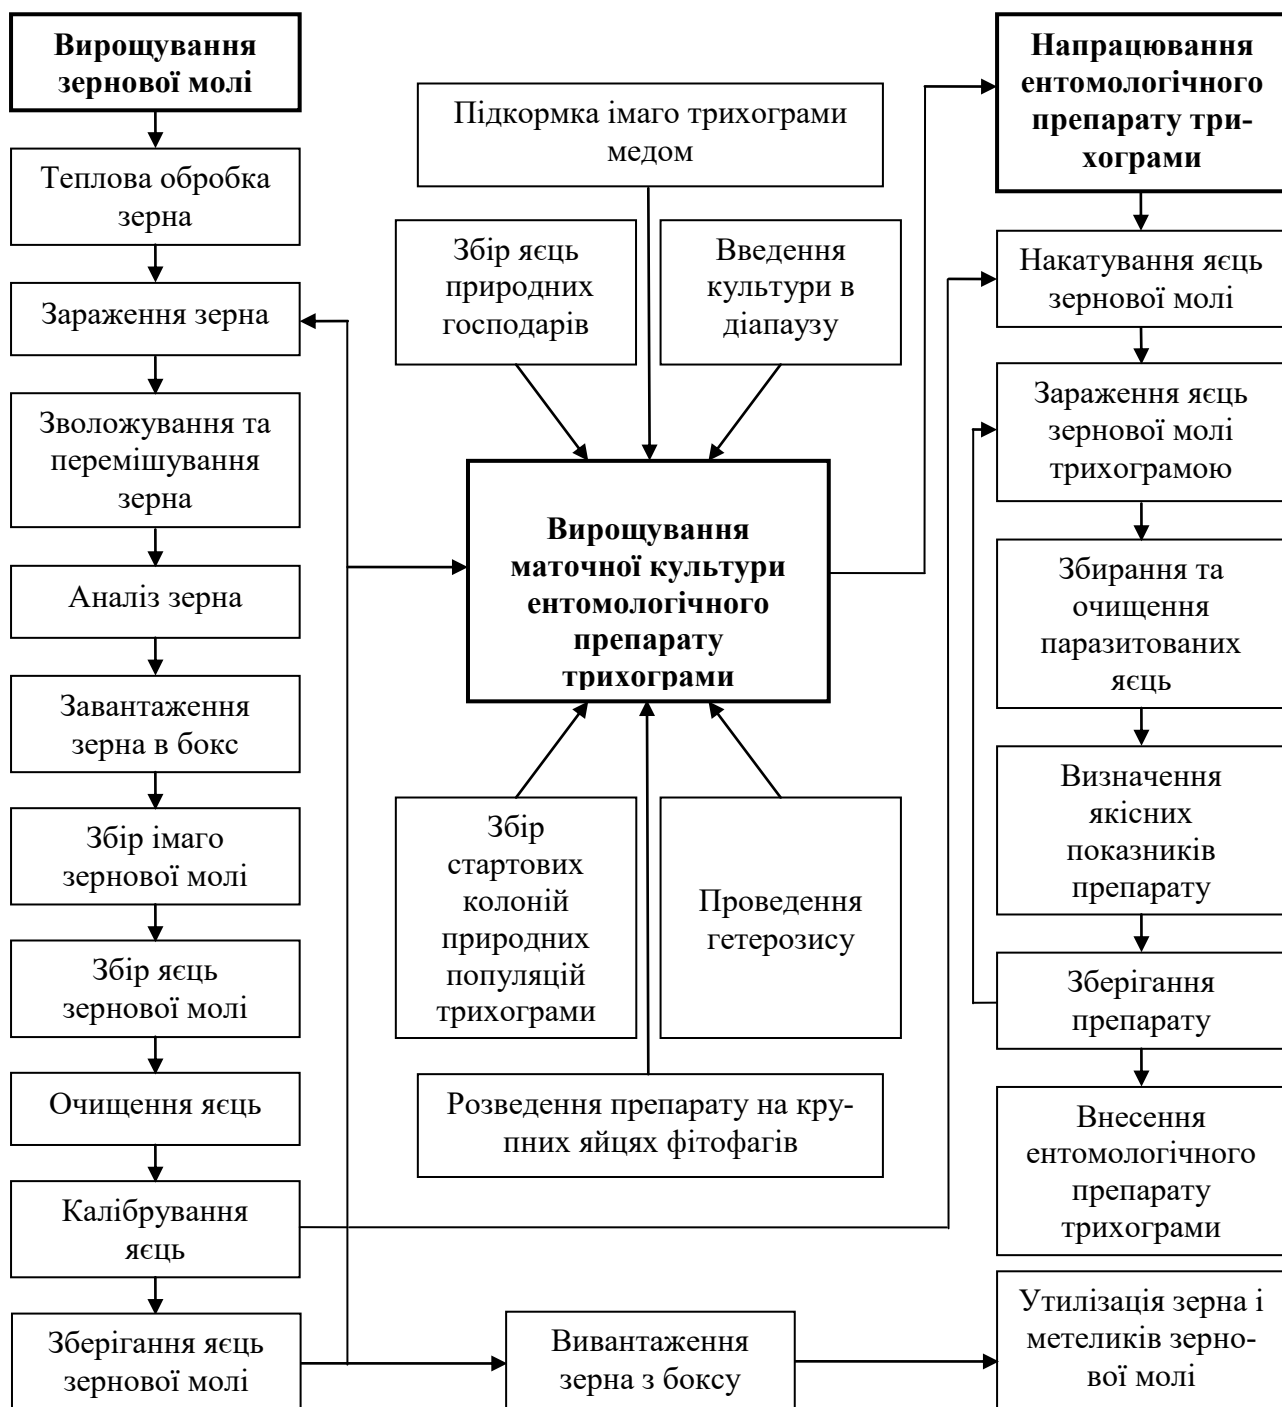 Вирощування
зернової молі
Теплова обробка
зерна
Зараження зерна
Зволожування та
перемішування
зерна
Аналіз зерна
Завантаження
зерна в бокс
Збір імаго
зернової молі
Збір яєць
зернової молі
Очищення яєць
Калібрування
яєць
Зберігання яєць
зернової молі
Підкормка імаго трихограми
медом
Збір яєць
природних
господарів
Введення
культури в
діапаузу
Вирощування
маточної культури
ентомологічного
препарату
трихограми
Збір
стартових
колоній
природних
популяцій
трихограми
Проведення
гетерозису
Розведення препарату на кру-
пних яйцях фітофагів
Вивантаження
зерна з боксу
Напрацювання
ентомологічного
препарату три-
хограми
Накатування яєць
зернової молі
Зараження яєць
зернової молі
трихограмою
Збирання та
очищення
паразитованих
яєць
Визначення
якісних
показників
препарату
Зберігання
препарату
Внесення
ентомологічного
препарату
трихограми
Утилізація зерна і
метеликів зерно-
вої молі